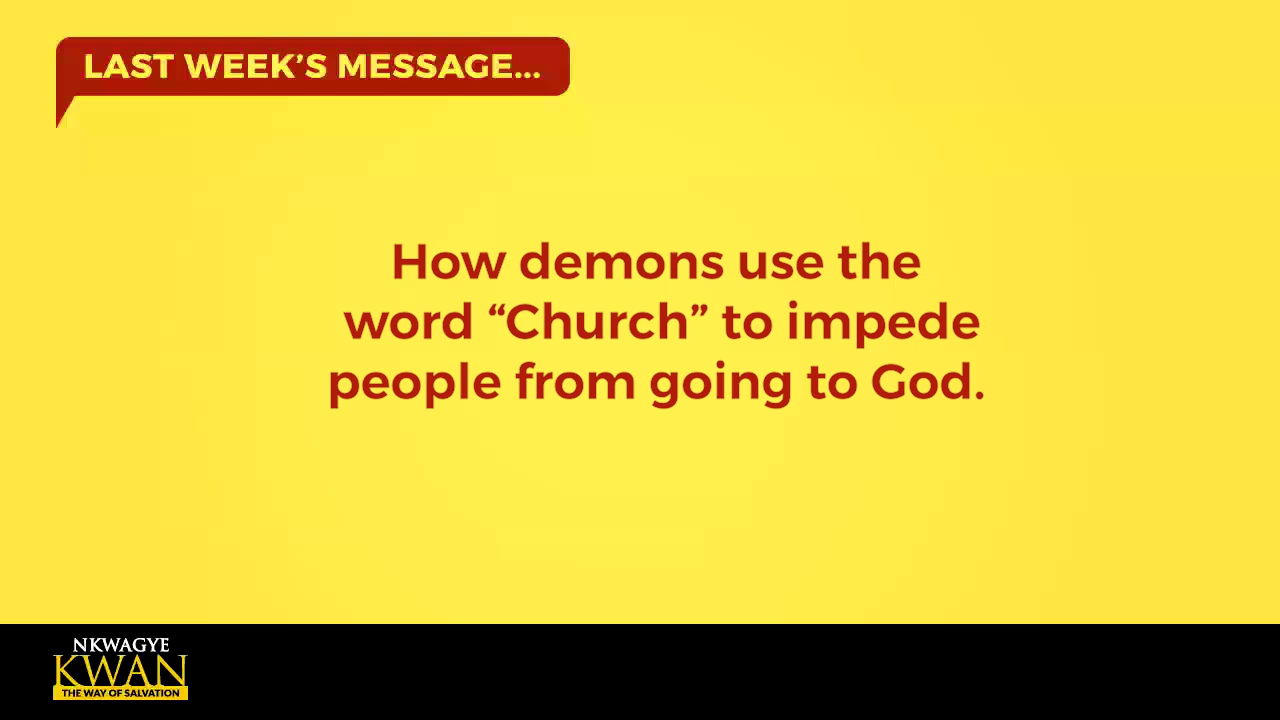 LAST WEEK’S MESSAGE...
How demons use the
word “Church” to impede
people from going to God.
NKWAGYE
KWAN
THE WAY OF SALVATION